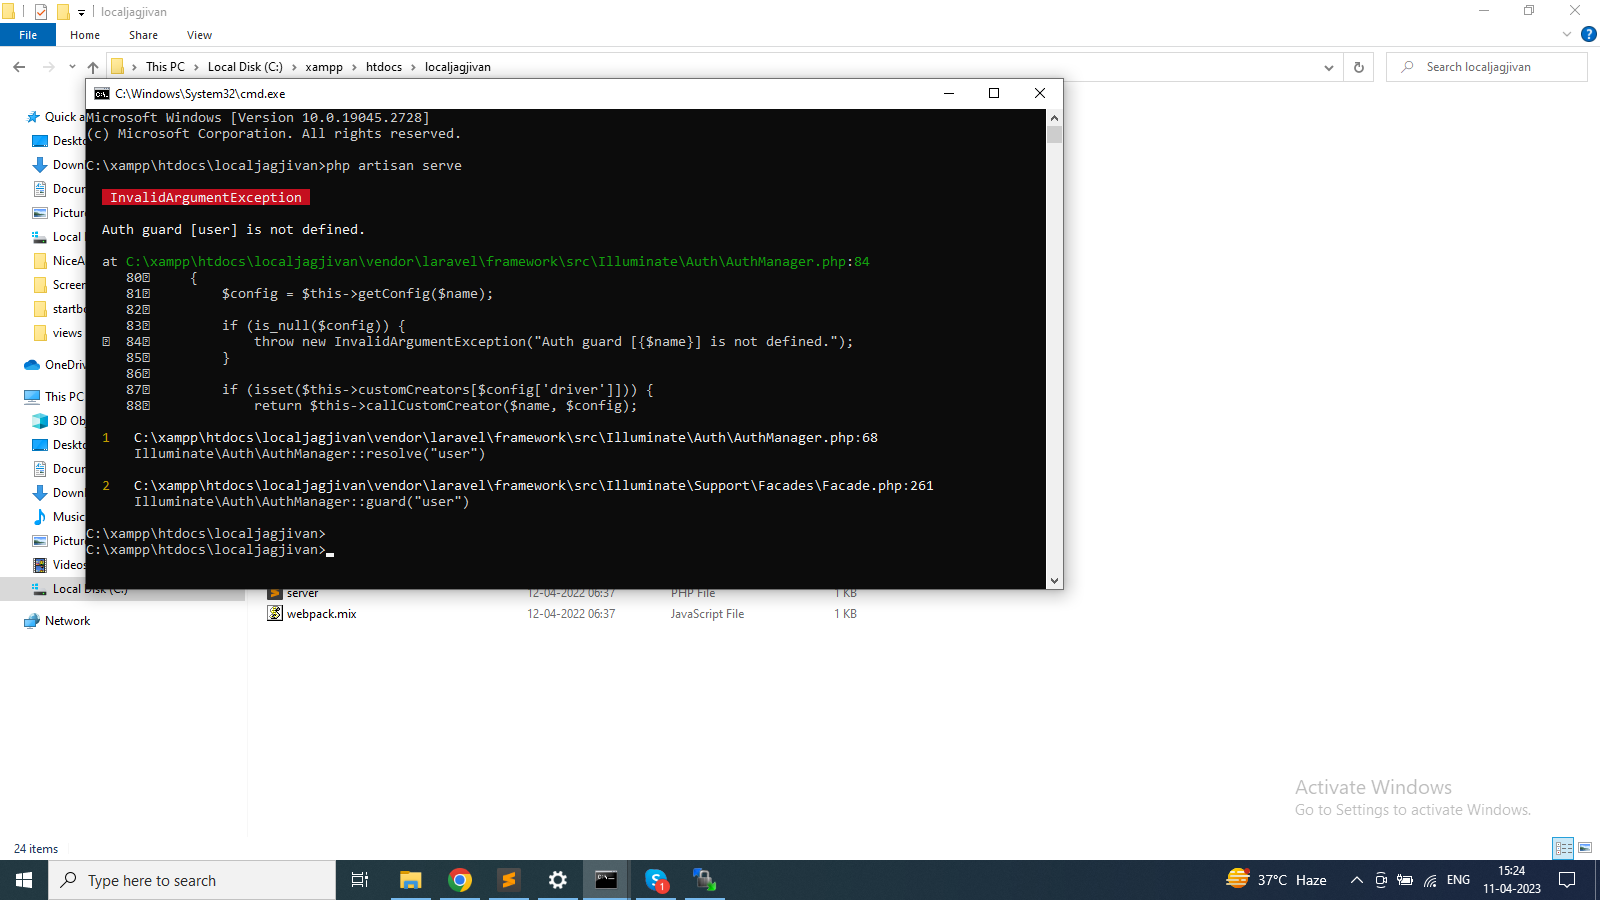 localjagjivan
File Home Share View
This PC Local Disk (C:) xampp htdocs localjagjivan
Search localjagjivan
C:\Windows\System32\cmd.exe
Microsoft Windows [Version 10.0.19045.2728]
(c) Microsoft Corporation. All rights reserved.
C:\xampp\htdocs\localjagjivan>php artisan serve
InvalidArgumentException
Auth guard [user] is not defined.
at C:\xampp\htdocs\localjagjivan\vendor\laravel\framework\src\Illuminate\Auth\AuthManager.php:84
80 {
81 $config = $this->getConfig($name);
82
83 if (is_null($config)) {
84 throw new InvalidArgumentException("Auth guard [{$name}] is not defined.");
85 }
86
87 if (isset($this->customCreators[$config['driver']])) {
88 return $this->callCustomCreator($name, $config);
1 C:\xampp\htdocs\localjagjivan\vendor\laravel\framework\src\Illuminate\Auth\AuthManager.php:68
Illuminate\Auth\AuthManager::resolve("user")
2 C:\xampp\htdocs\localjagjivan\vendor\laravel\framework\src\Illuminate\Support\Facades\Facade.php:261
Illuminate\Auth\AuthManager::guard("user")
C:\xampp\htdocs\localjagjivan>
C:\xampp\htdocs\localjagjivan>
Quick a
Deskto
Down
Docur
Pictur
Local
NiceA
Screer
startbo
views
OneDriv
This PC
3D Ob
Deskto
Docur
Down
Music
Pictur
Videos
Local Disk (C:)
Network
server 12-04-2022 06:37 PHP File 1 KB
webpack.mix 12-04-2022 06:37 JavaScript File 1 KB
Activate Windows
Go to Settings to activate Windows.
24 items
Type here to search
1
37°C Haze
ENG
15:24
11-04-2023